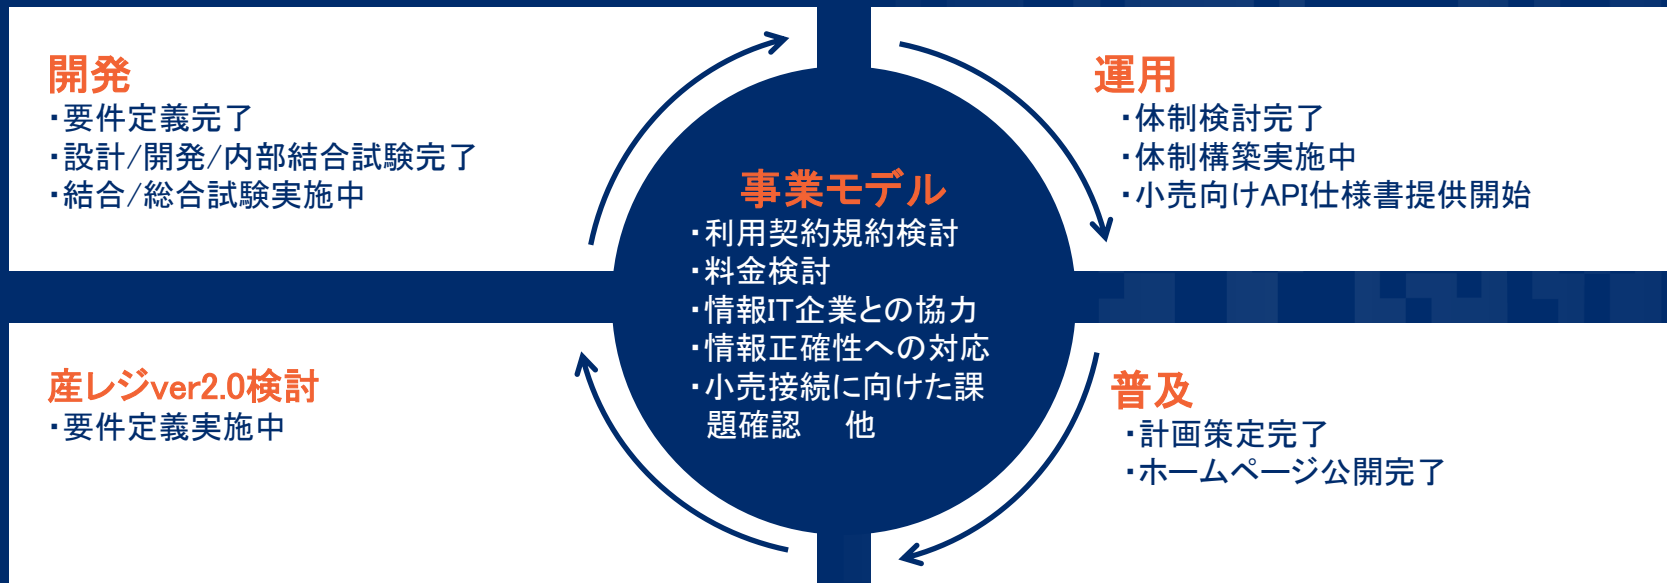 開発
・要件定義完了
・設計/開発/内部結合試験完了
・結合/総合試験実施中
運用
・体制検討完了
・体制構築実施中
・小売向けAPI仕様書提供開始
事業モデル
・利用契約規約検討
・料金検討
・情報IT企業との協力
・情報正確性への対応
・小売接続に向けた課
題確認 他
産レジver2.0検討
・要件定義実施中
普及
・計画策定完了
・ホームページ公開完了